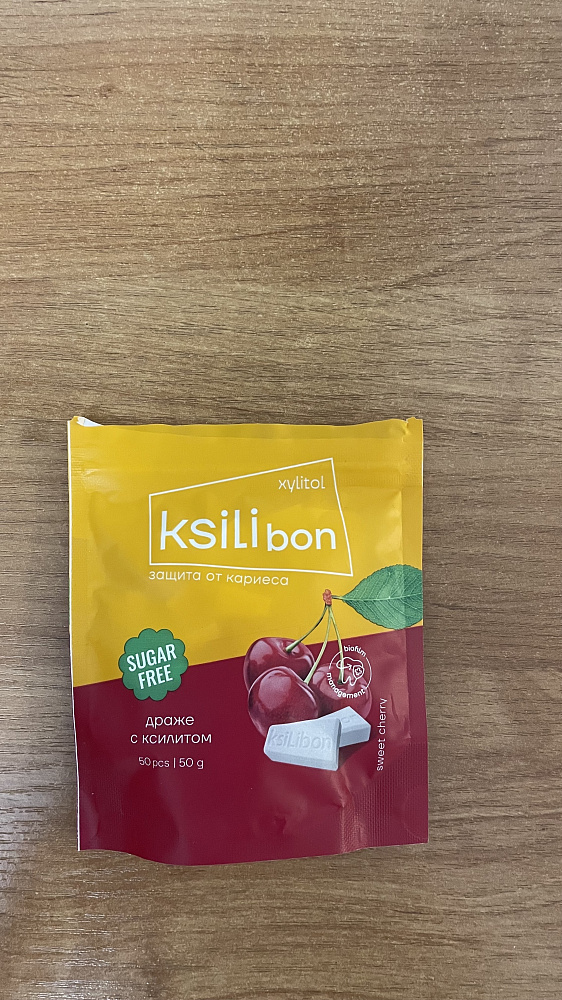 xylitol
ksilibon
защита от кариеса
SUGAR
FREE
biofilm
management
драже
с ксилитом
50 pcs | 50 g
ksilibon
sweet cherry